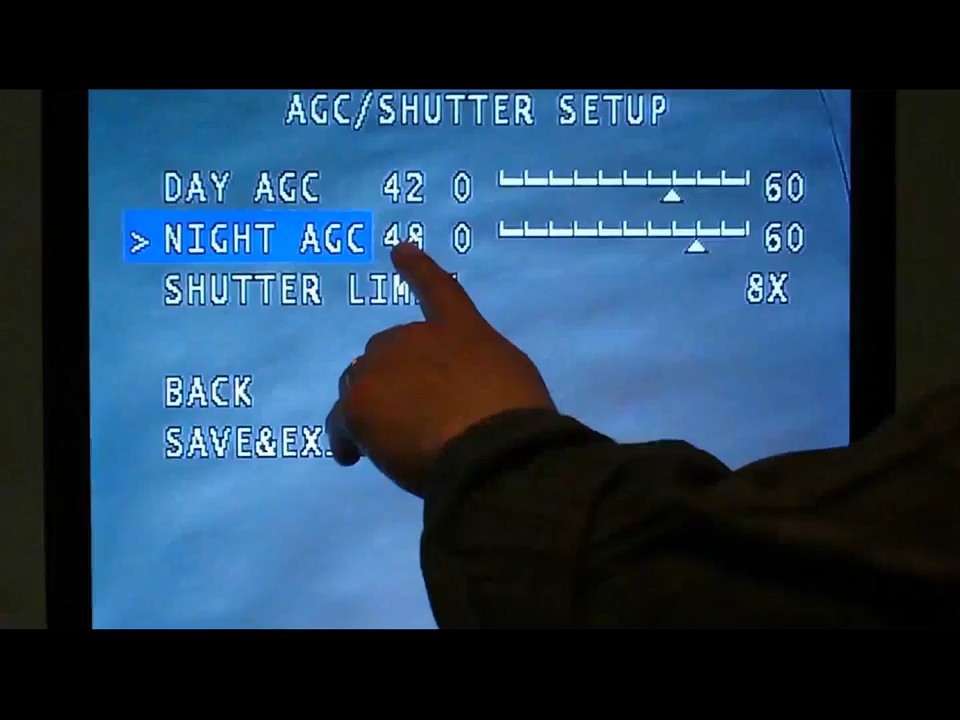 AGC/SHUTTER SETUP
DAY AGC 42 0 60
> NIGHT AGC 48 0 60
SHUTTER 8X
BACK